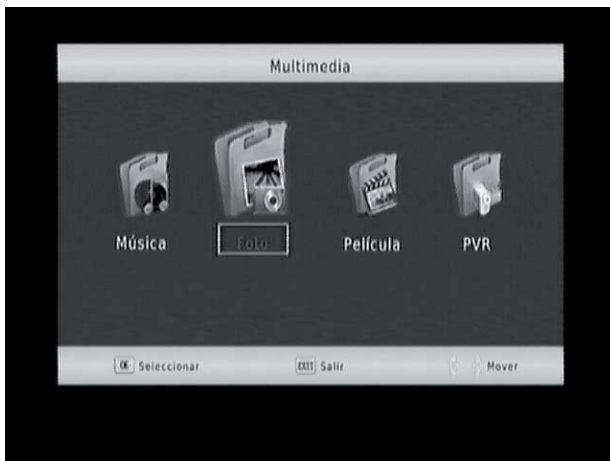 Multimedia
Música Foto Película PVR
OK Seleccionar EXIT Salir Mover